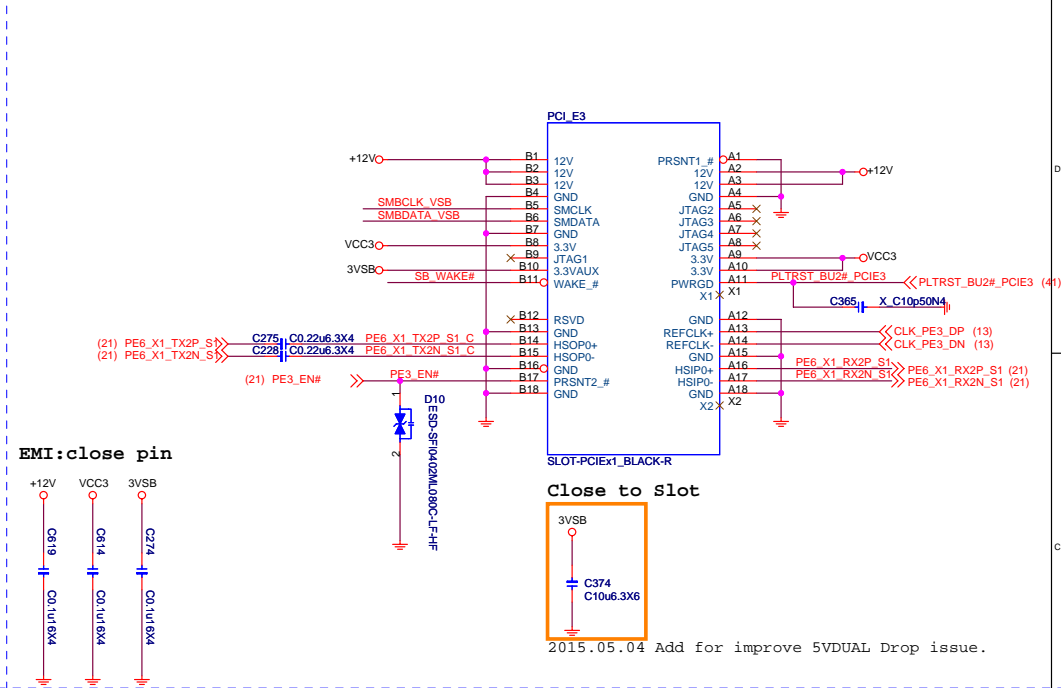 PCI_E3
+12V B1 12V PRSNT1_# A1
B2 12V 12V A2 +12V
B3 12V 12V A3
B4 GND GND A4
SMBCLK_VSB B5 SMCLK JTAG2 A5
SMBDATA_VSB B6 SMDATA JTAG3 A6
B7 GND JTAG4 A7
VCC3 B8 3.3V JTAG5 A8
B9 JTAG1 3.3V A9 VCC3
3VSB B10 3.3VAUX 3.3V A10
SB_WAKE# B11 WAKE_# PWRGD A11 PLTRST_BU2#_PCIE3 PLTRST_BU2#_PCIE3 (41)
X1 X1
C365 X_C10p50N4
B12 RSVD GND A12
B13 GND REFCLK+ A13 CLK_PE3_DP (13)
(21) PE6_X1_TX2P_S1 C275 C0.22u6.3X4 PE6_X1_TX2P_S1_C B14 HSOP0+ REFCLK- A14 CLK_PE3_DN (13)
(21) PE6_X1_TX2N_S1 C228 C0.22u6.3X4 PE6_X1_TX2N_S1_C B15 HSOP0- GND A15
B16 GND HSIP0+ A16 PE6_X1_RX2P_S1 PE6_X1_RX2P_S1 (21)
(21) PE3_EN# PE3_EN# B17 PRSNT2_# HSIP0- A17 PE6_X1_RX2N_S1 PE6_X1_RX2N_S1 (21)
B18 GND GND A18
X2 X2
1
D10
ESD-SFI0402ML080C-LF-HF
2
SLOT-PCIEx1_BLACK-R
EMI:close pin
+12V VCC3 3VSB
C619 C614 C274
C0.1u16X4 C0.1u16X4 C0.1u16X4
Close to Slot
3VSB
C374
C10u6.3X6
2015.05.04 Add for improve 5VDUAL Drop issue.
D
C